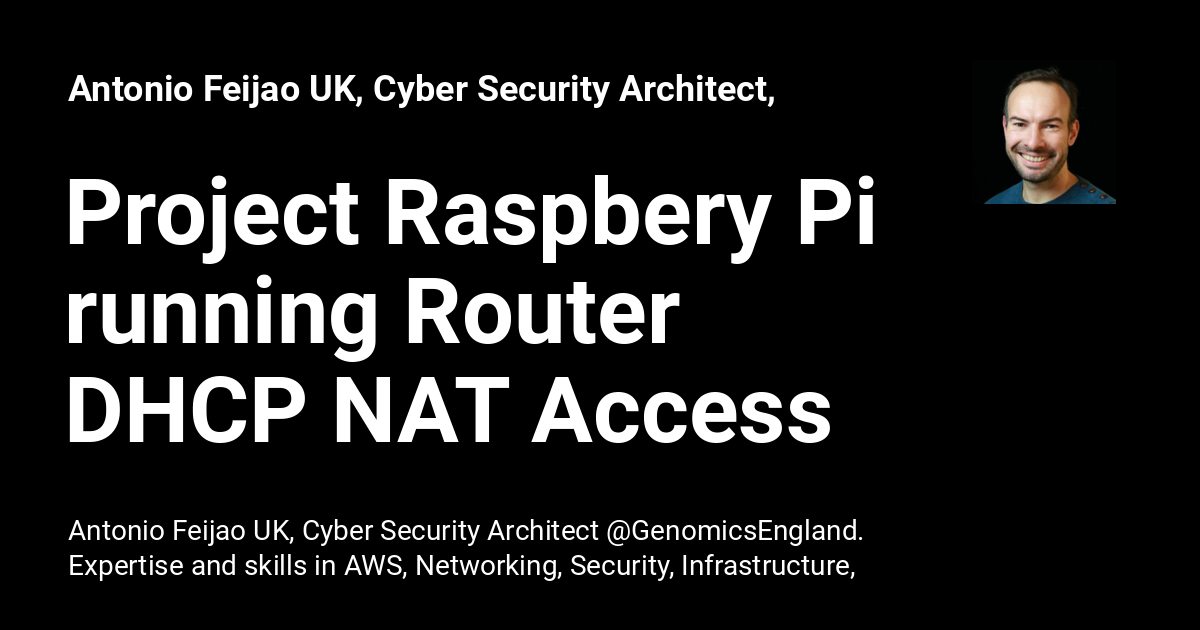 Antonio Feijao UK, Cyber Security Architect,
Project Raspbery Pi
running Router
DHCP NAT Access
Antonio Feijao UK, Cyber Security Architect @GenomicsEngland.
Expertise and skills in AWS, Networking, Security, Infrastructure,